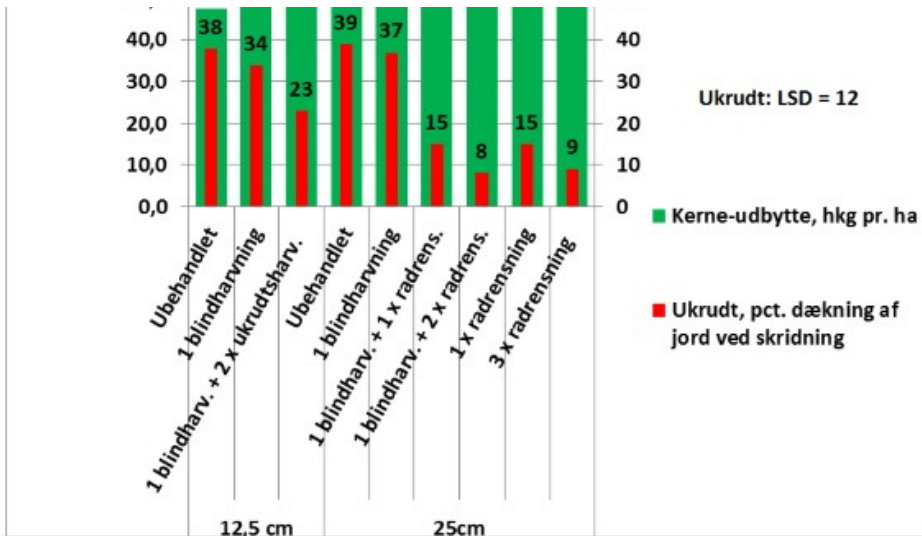 40,0
30,0
20,0
10,0
0,0
38
34
23
39
37
15
8
15
9
40
30
20
10
0
Ukrudt: LSD = 12
Kerne-udbytte, hkg pr. ha
Ukrudt, pct. dækning af
jord ved skridning
Ubehandlet
1 blindharvning
1 blindharv. + 2 x ukrudtsharv.
Ubehandlet
1 blindharvning
1 blindharv. + 1 x radrens.
1 blindharv. + 2 x radrens.
1 x radrensning
3 x radrensning
12,5 cm
25cm